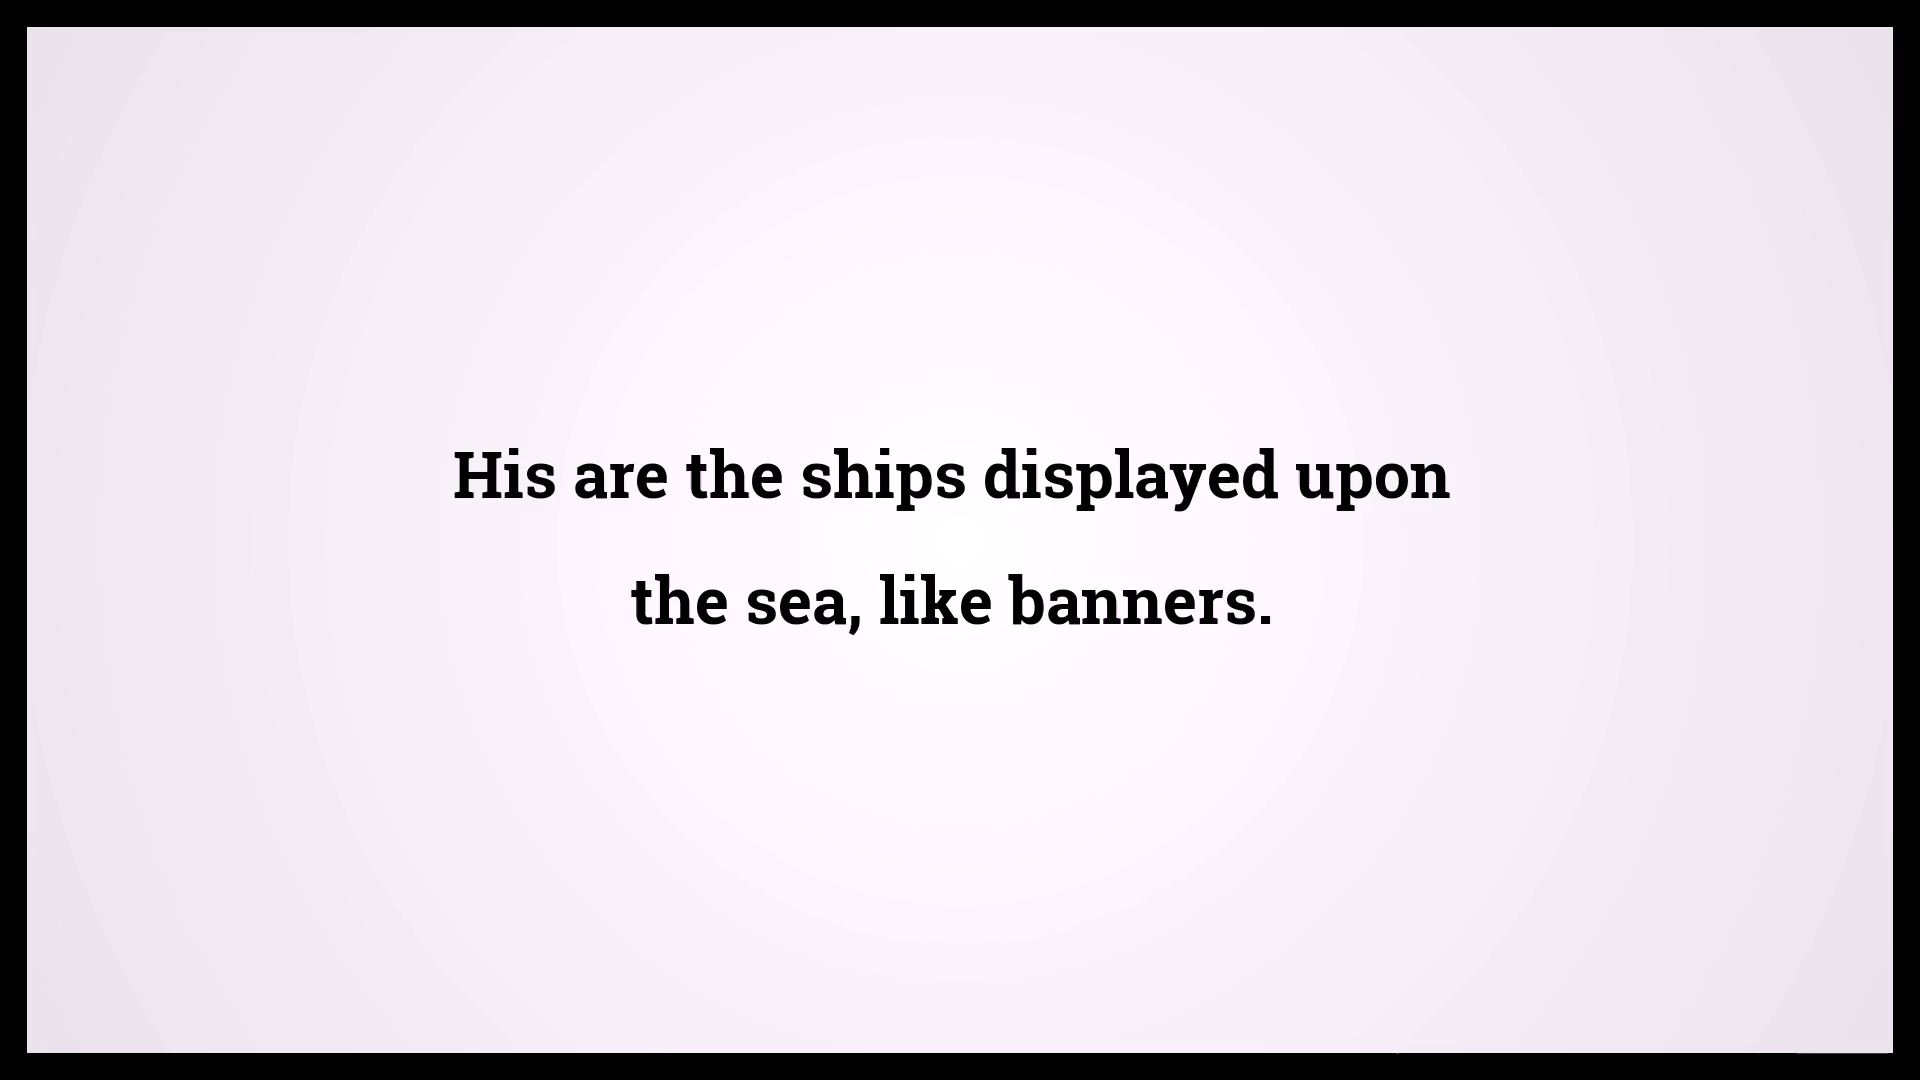 His are the ships displayed upon
the sea, like banners.